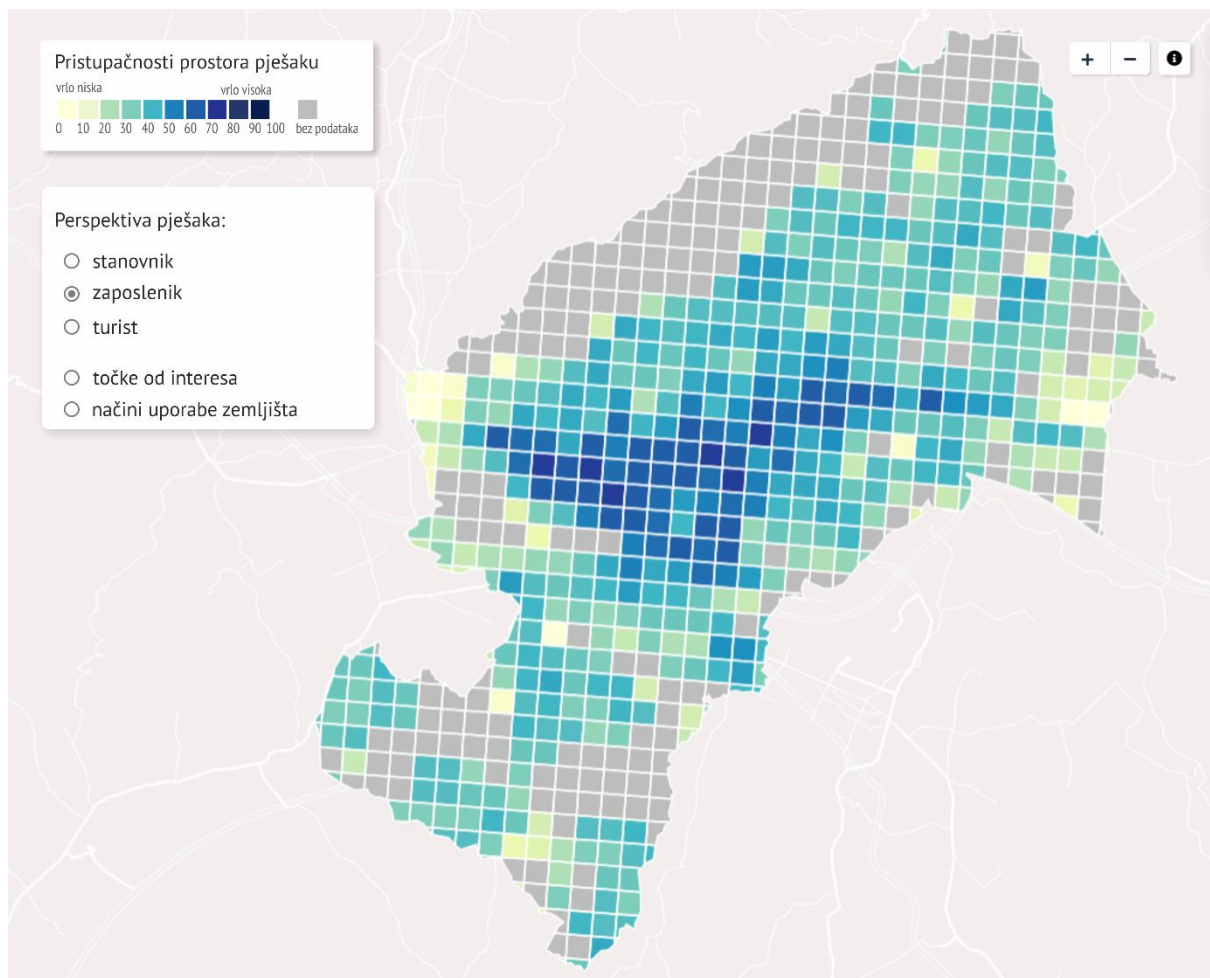 Pristupačnosti prostora pješaku
vrlo niska vrlo visoka
0 10 20 30 40 50 60 70 80 90 100 bez podataka
+ − i
Perspektiva pješaka:
stanovnik
zaposlenik
turist
točke od interesa
načini uporabe zemljišta